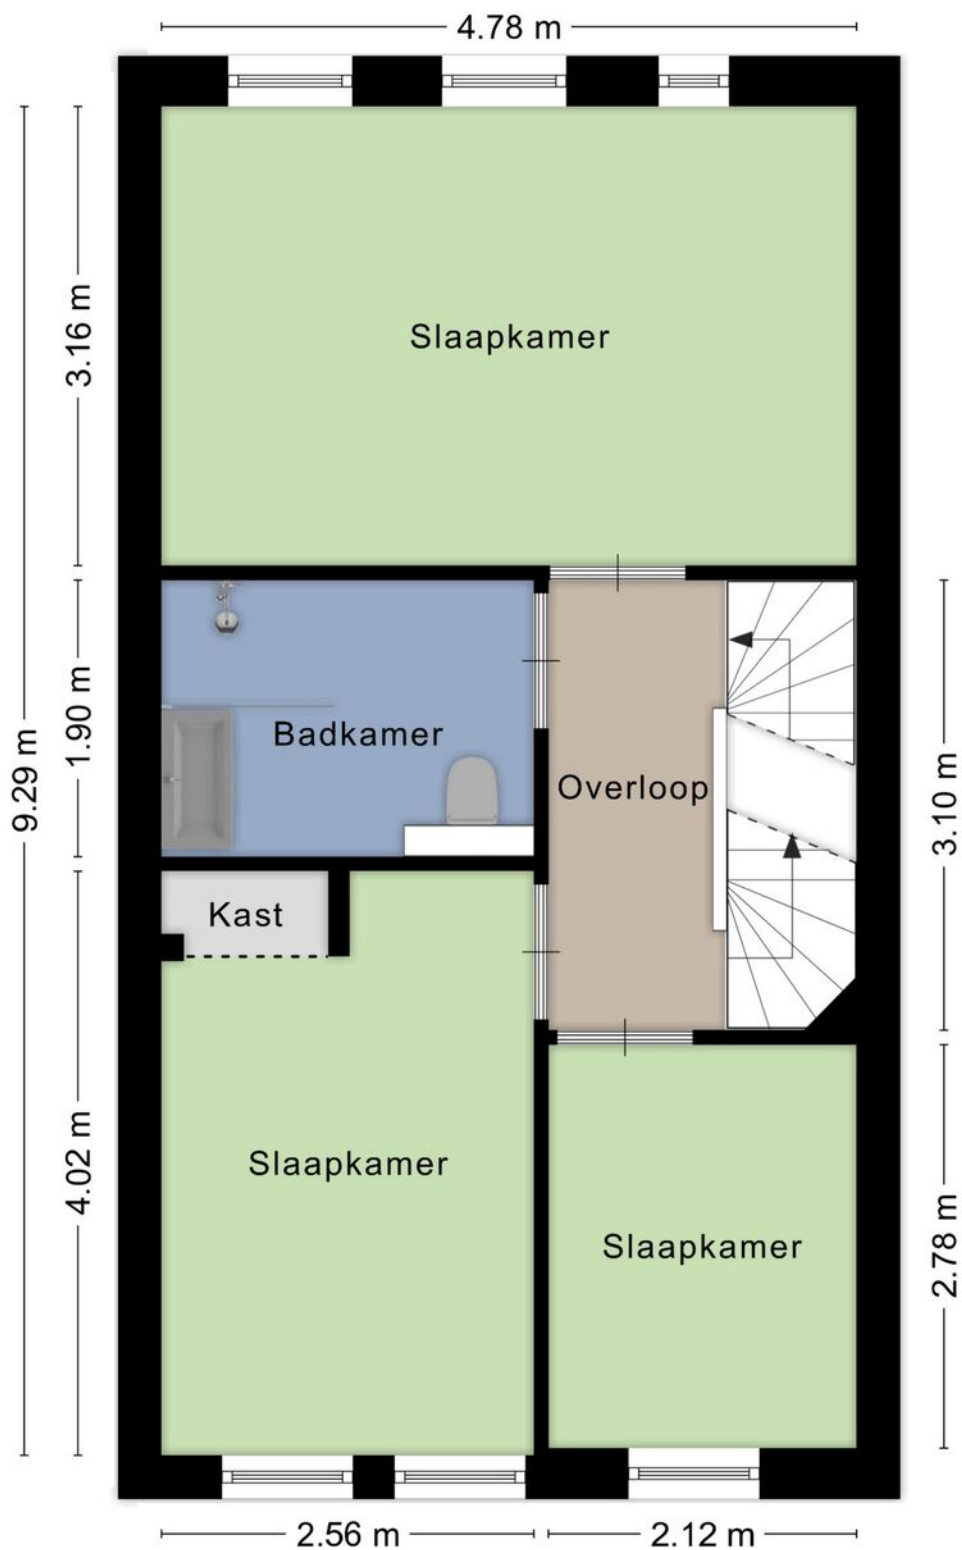 4.78 m
Slaapkamer
3.16 m
9.29 m
1.90 m
Badkamer
Overloop
3.10 m
Kast
4.02 m
Slaapkamer
Slaapkamer
2.78 m
2.56 m
2.12 m